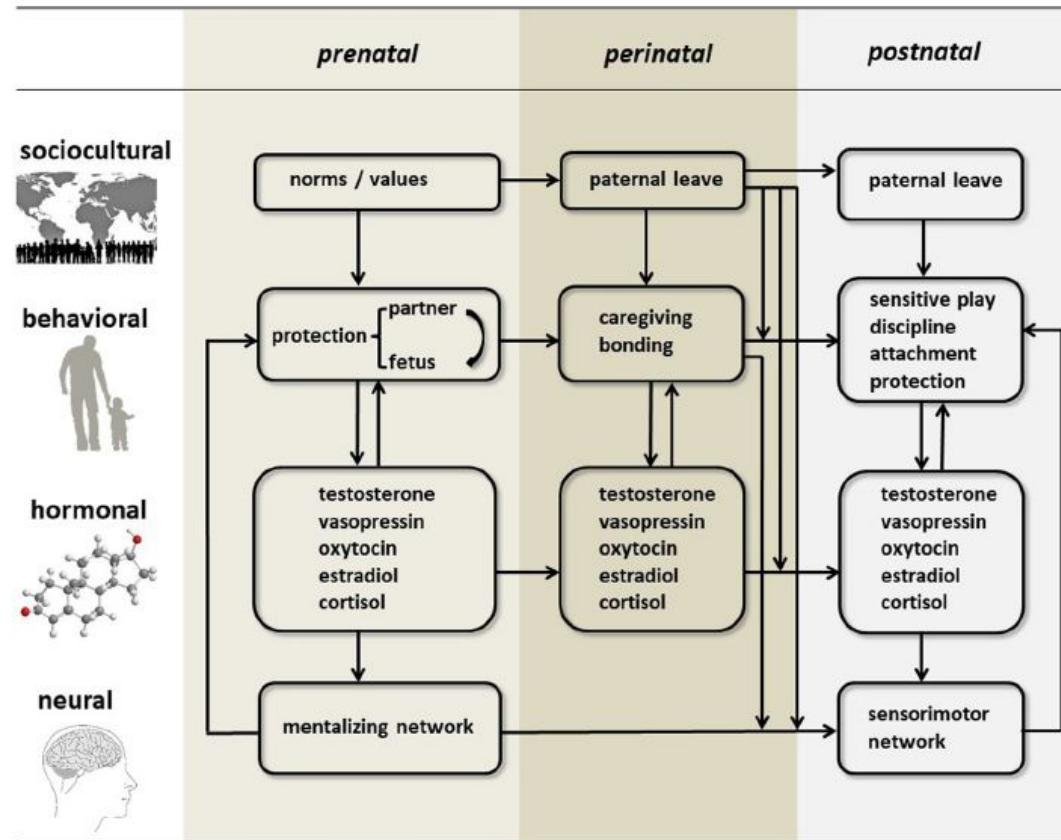 prenatal
perinatal
postnatal
sociocultural
norms / values
paternal leave
paternal leave
behavioral
protection
partner
fetus
caregiving
bonding
sensitive play
discipline
attachment
protection
hormonal
testosterone
vasopressin
oxytocin
estradiol
cortisol
testosterone
vasopressin
oxytocin
estradiol
cortisol
testosterone
vasopressin
oxytocin
estradiol
cortisol
neural
mentalizing network
sensorimotor
network